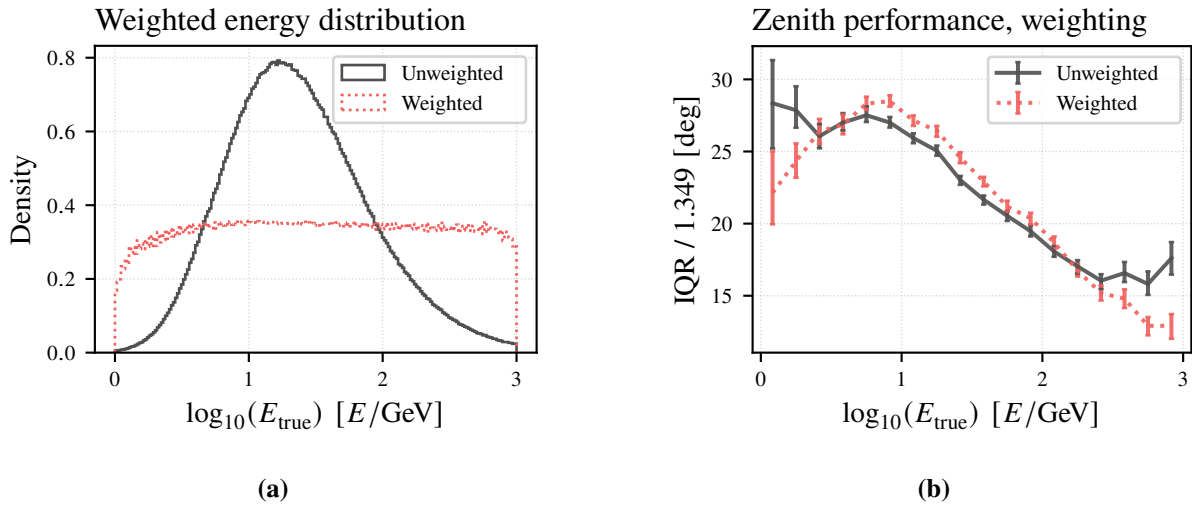 Weighted energy distribution
Unweighted
Weighted
Density
0.8
0.6
0.4
0.2
0.0
0 1 2 3
log₁₀(E_true) [E/GeV]
(a)
Zenith performance, weighting
Unweighted
Weighted
IQR / 1.349 [deg]
30
25
20
15
0 1 2 3
log₁₀(E_true) [E/GeV]
(b)